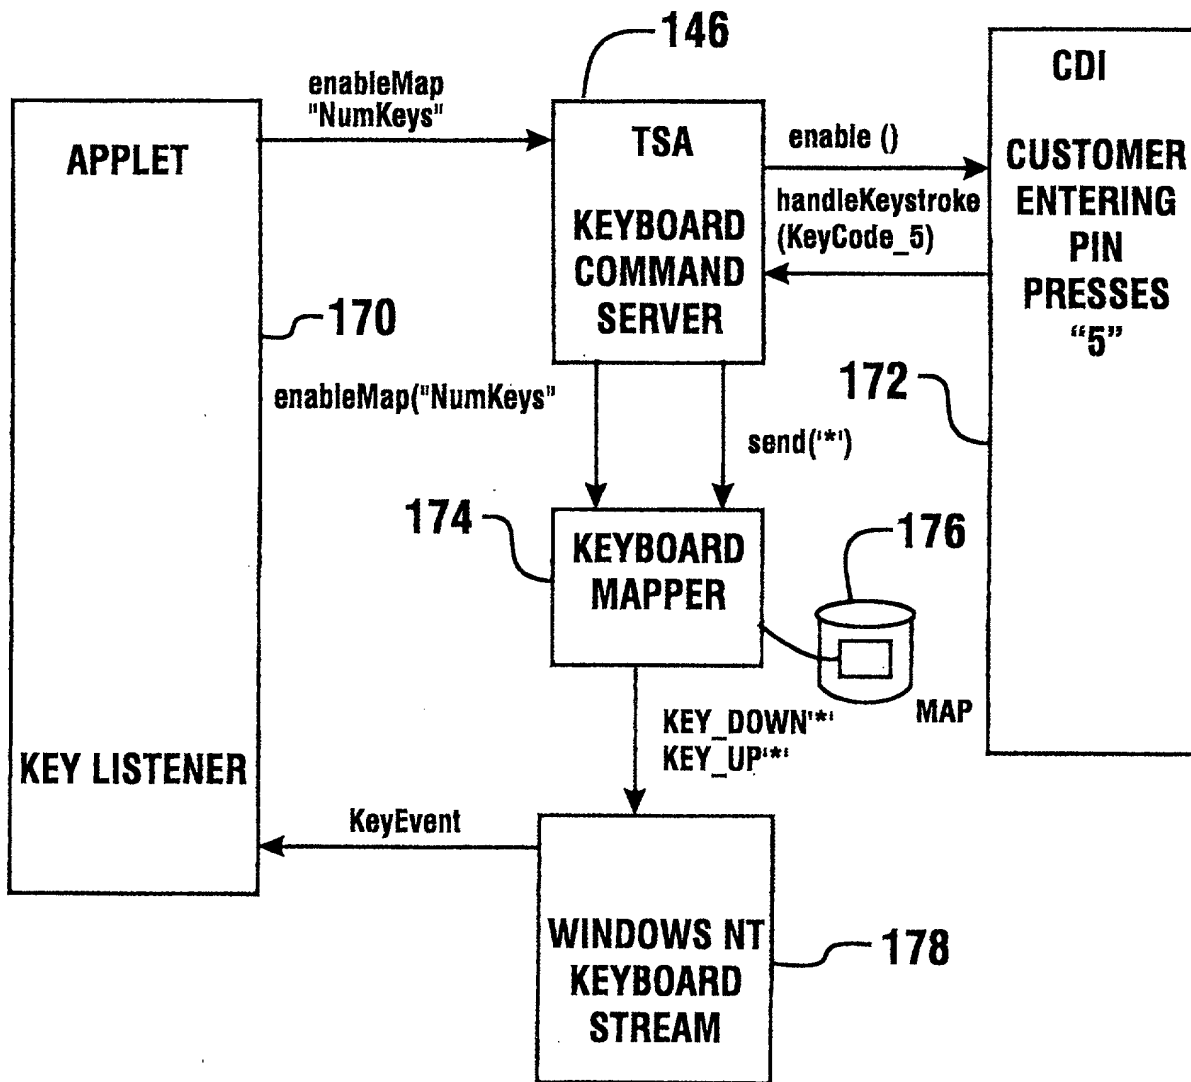 146
enableMap
"NumKeys"
APPLET
TSA
KEYBOARD
COMMAND
SERVER
enable ()
handleKeystroke
(KeyCode_5)
CDI
CUSTOMER
ENTERING
PIN
PRESSES
“5”
170
172
enableMap("NumKeys"
send('*')
174
KEYBOARD
MAPPER
176
MAP
KEY_DOWN'*'
KEY_UP'*'
KEY LISTENER
KeyEvent
WINDOWS NT
KEYBOARD
STREAM
178